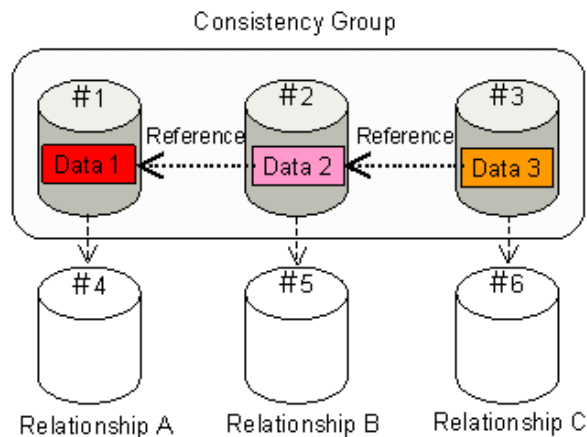 Consistency Group
#1
#2
#3
Reference
Reference
Data 1
Data 2
Data 3
#4
#5
#6
Relationship A
Relationship B
Relationship C